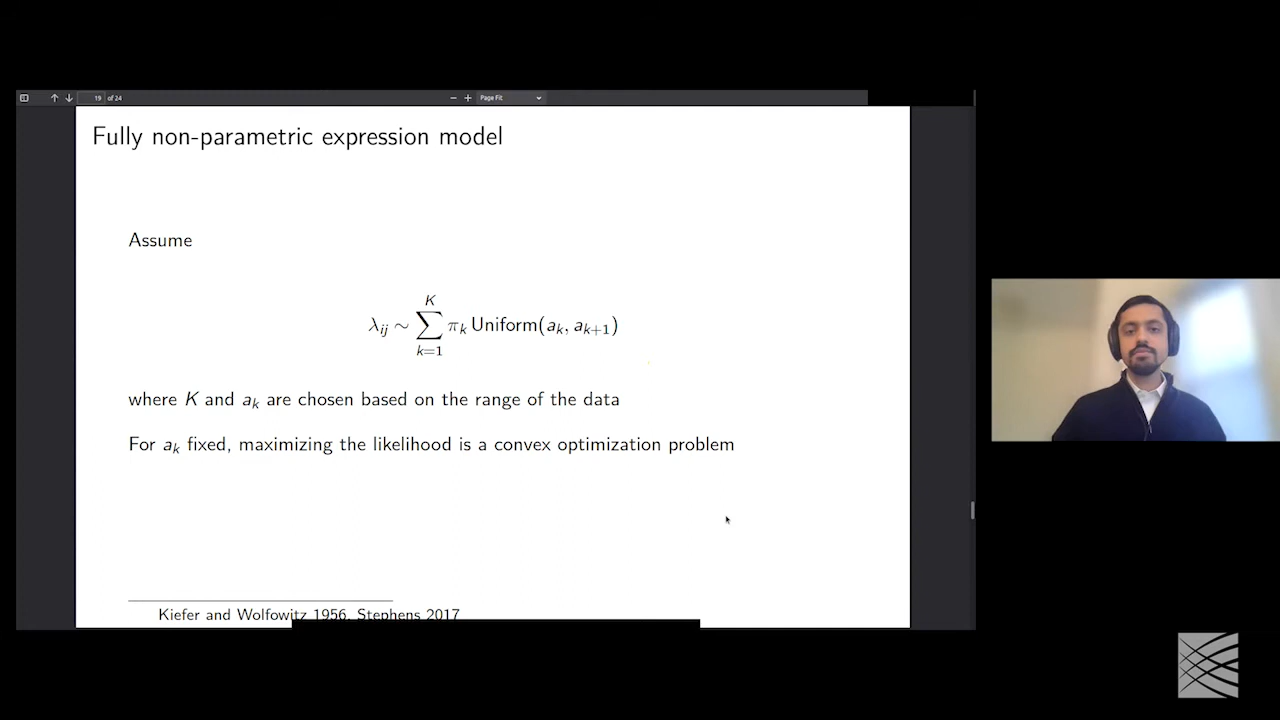 19 of 24
Page Fit
Fully non-parametric expression model
Assume
λij ∼ ∑_{k=1}^{K} πk Uniform(ak, ak+1)
where K and ak are chosen based on the range of the data
For ak fixed, maximizing the likelihood is a convex optimization problem
Kiefer and Wolfowitz 1956, Stephens 2017